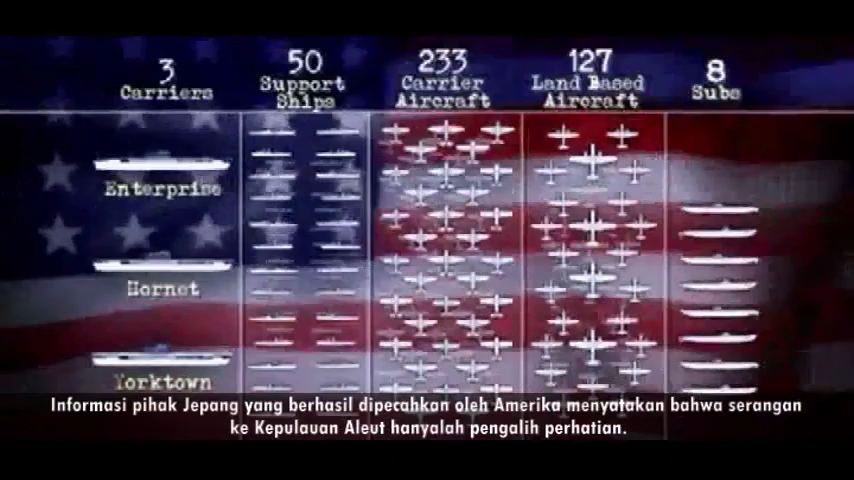 3 Carriers
50 Support Ships
233 Carrier Aircraft
127 Land Based Aircraft
8 Subs
Enterprise
Hornet
Yorktown
Informasi pihak Jepang yang berhasil dipecahkan oleh Amerika menyatakan bahwa serangan
ke Kepulauan Aleut hanyalah pengalih perhatian.